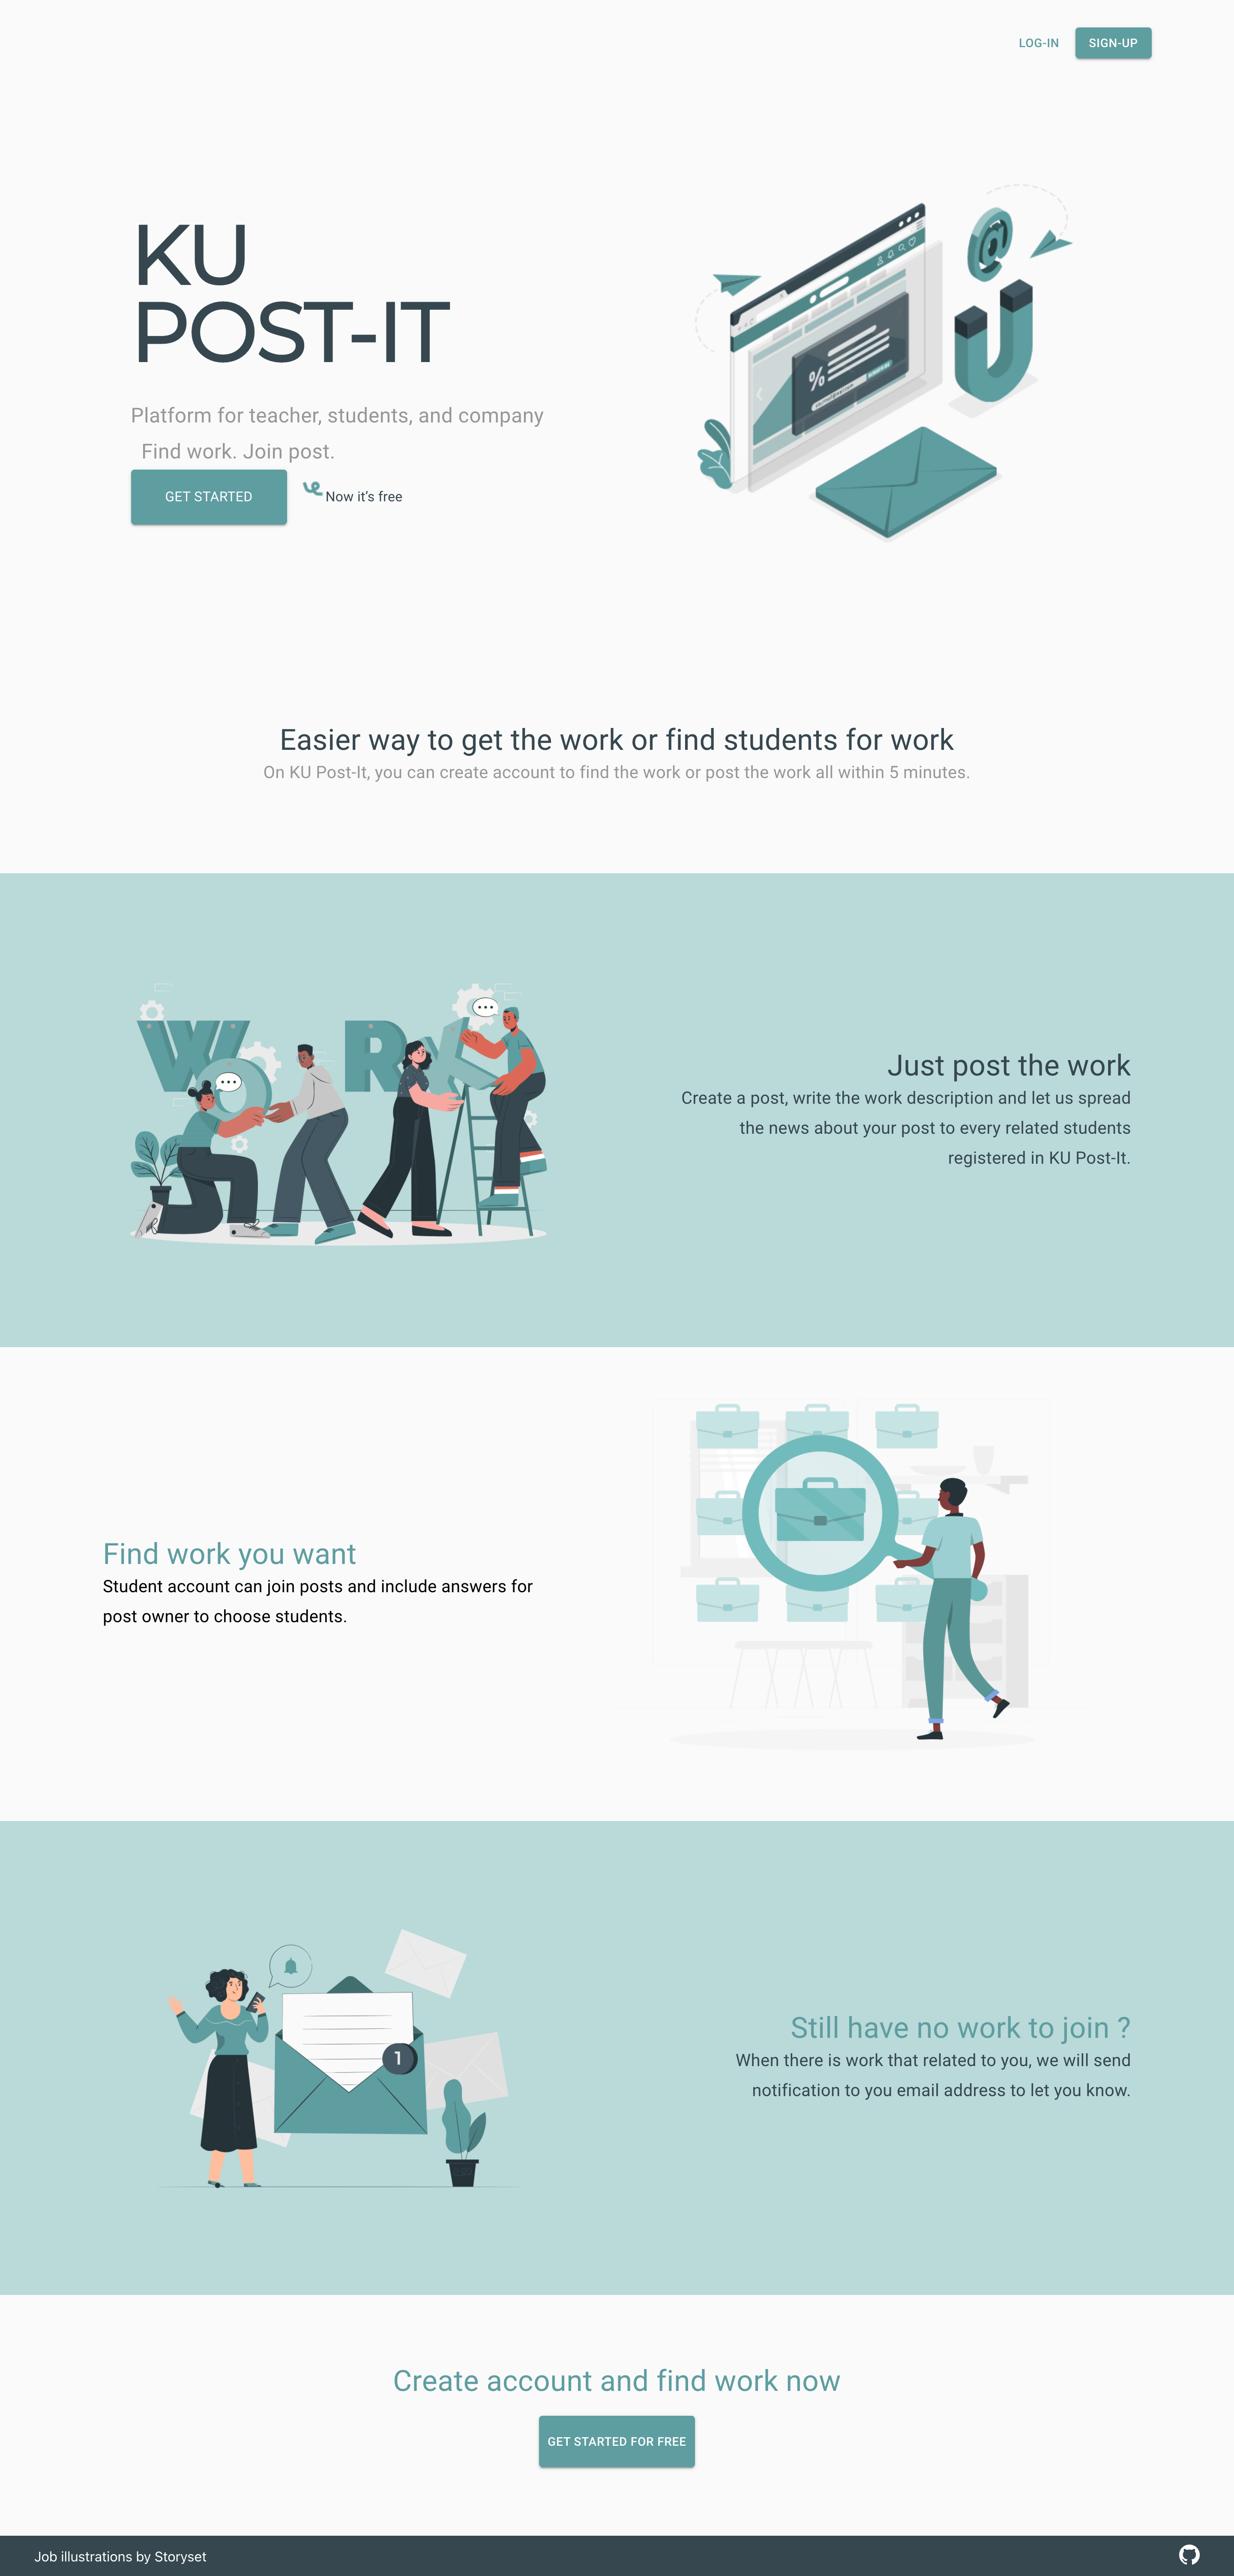 LOG-IN
SIGN-UP
KU
POST-IT
Platform for teacher, students, and company
Find work. Join post.
GET STARTED
Now it's free
Easier way to get the work or find students for work
On KU Post-It, you can create account to find the work or post the work all within 5 minutes.
WORK
Just post the work
Create a post, write the work description and let us spread
the news about your post to every related students
registered in KU Post-It.
Find work you want
Student account can join posts and include answers for
post owner to choose students.
1
Still have no work to join ?
When there is work that related to you, we will send
notification to you email address to let you know.
Create account and find work now
GET STARTED FOR FREE
Job illustrations by Storyset